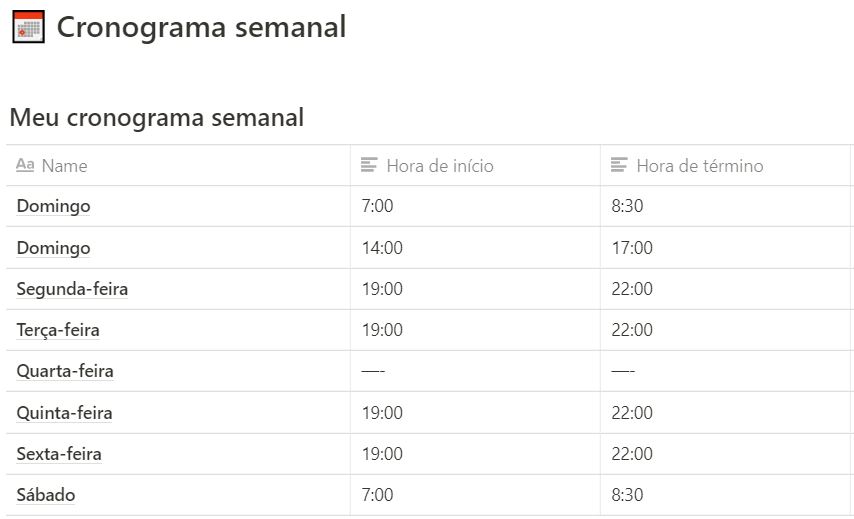 Cronograma semanal
Meu cronograma semanal
Aa Name Hora de início Hora de término
Domingo 7:00 8:30
Domingo 14:00 17:00
Segunda-feira 19:00 22:00
Terça-feira 19:00 22:00
Quarta-feira —- —-
Quinta-feira 19:00 22:00
Sexta-feira 19:00 22:00
Sábado 7:00 8:30